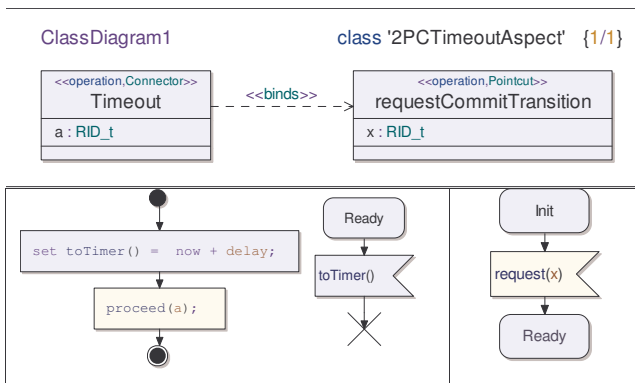 ClassDiagram1
class '2PCTimeoutAspect' {1/1}
<<operation,Connector>>
Timeout
a : RID_t
<<binds>>
<<operation,Pointcut>>
requestCommitTransition
x : RID_t
set toTimer() = now + delay;
proceed(a);
Ready
toTimer()
Init
request(x)
Ready